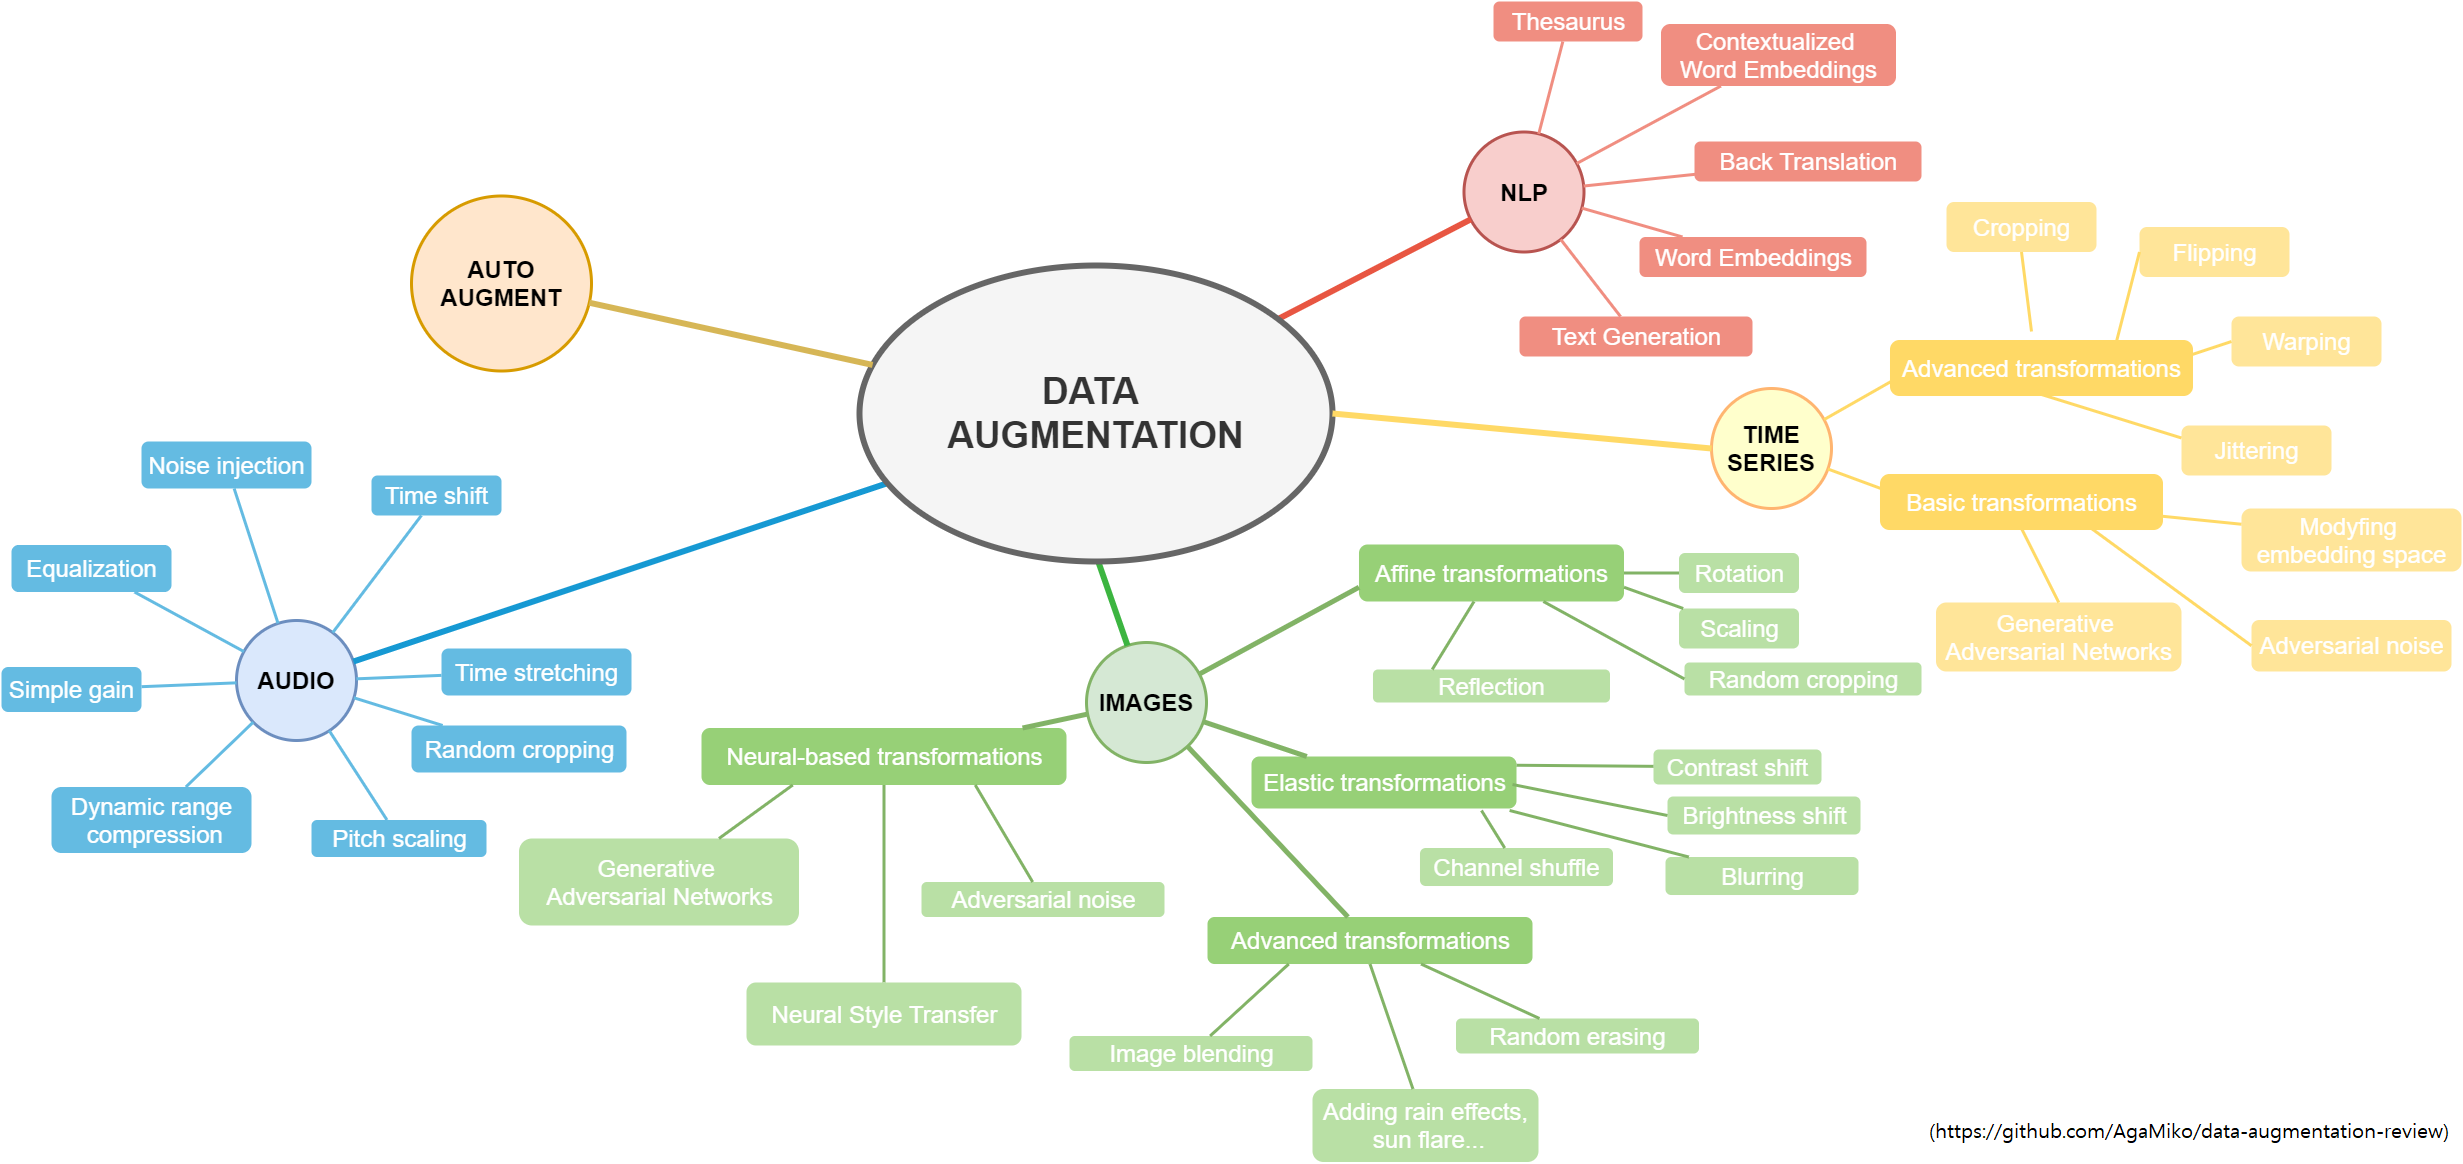 Thesaurus
Contextualized
Word Embeddings
Back Translation
NLP
Word Embeddings
Text Generation
AUTO
AUGMENT
DATA
AUGMENTATION
Cropping
Flipping
Warping
Advanced transformations
Jittering
TIME
SERIES
Basic transformations
Modyfing
embedding space
Generative
Adversarial Networks
Adversarial noise
Noise injection
Time shift
Equalization
Simple gain
AUDIO
Time stretching
Random cropping
Dynamic range
compression
Pitch scaling
IMAGES
Affine transformations
Rotation
Scaling
Reflection
Random cropping
Neural-based transformations
Generative
Adversarial Networks
Adversarial noise
Neural Style Transfer
Elastic transformations
Contrast shift
Brightness shift
Channel shuffle
Blurring
Advanced transformations
Image blending
Random erasing
Adding rain effects,
sun flare...
(https://github.com/AgaMiko/data-augmentation-review)